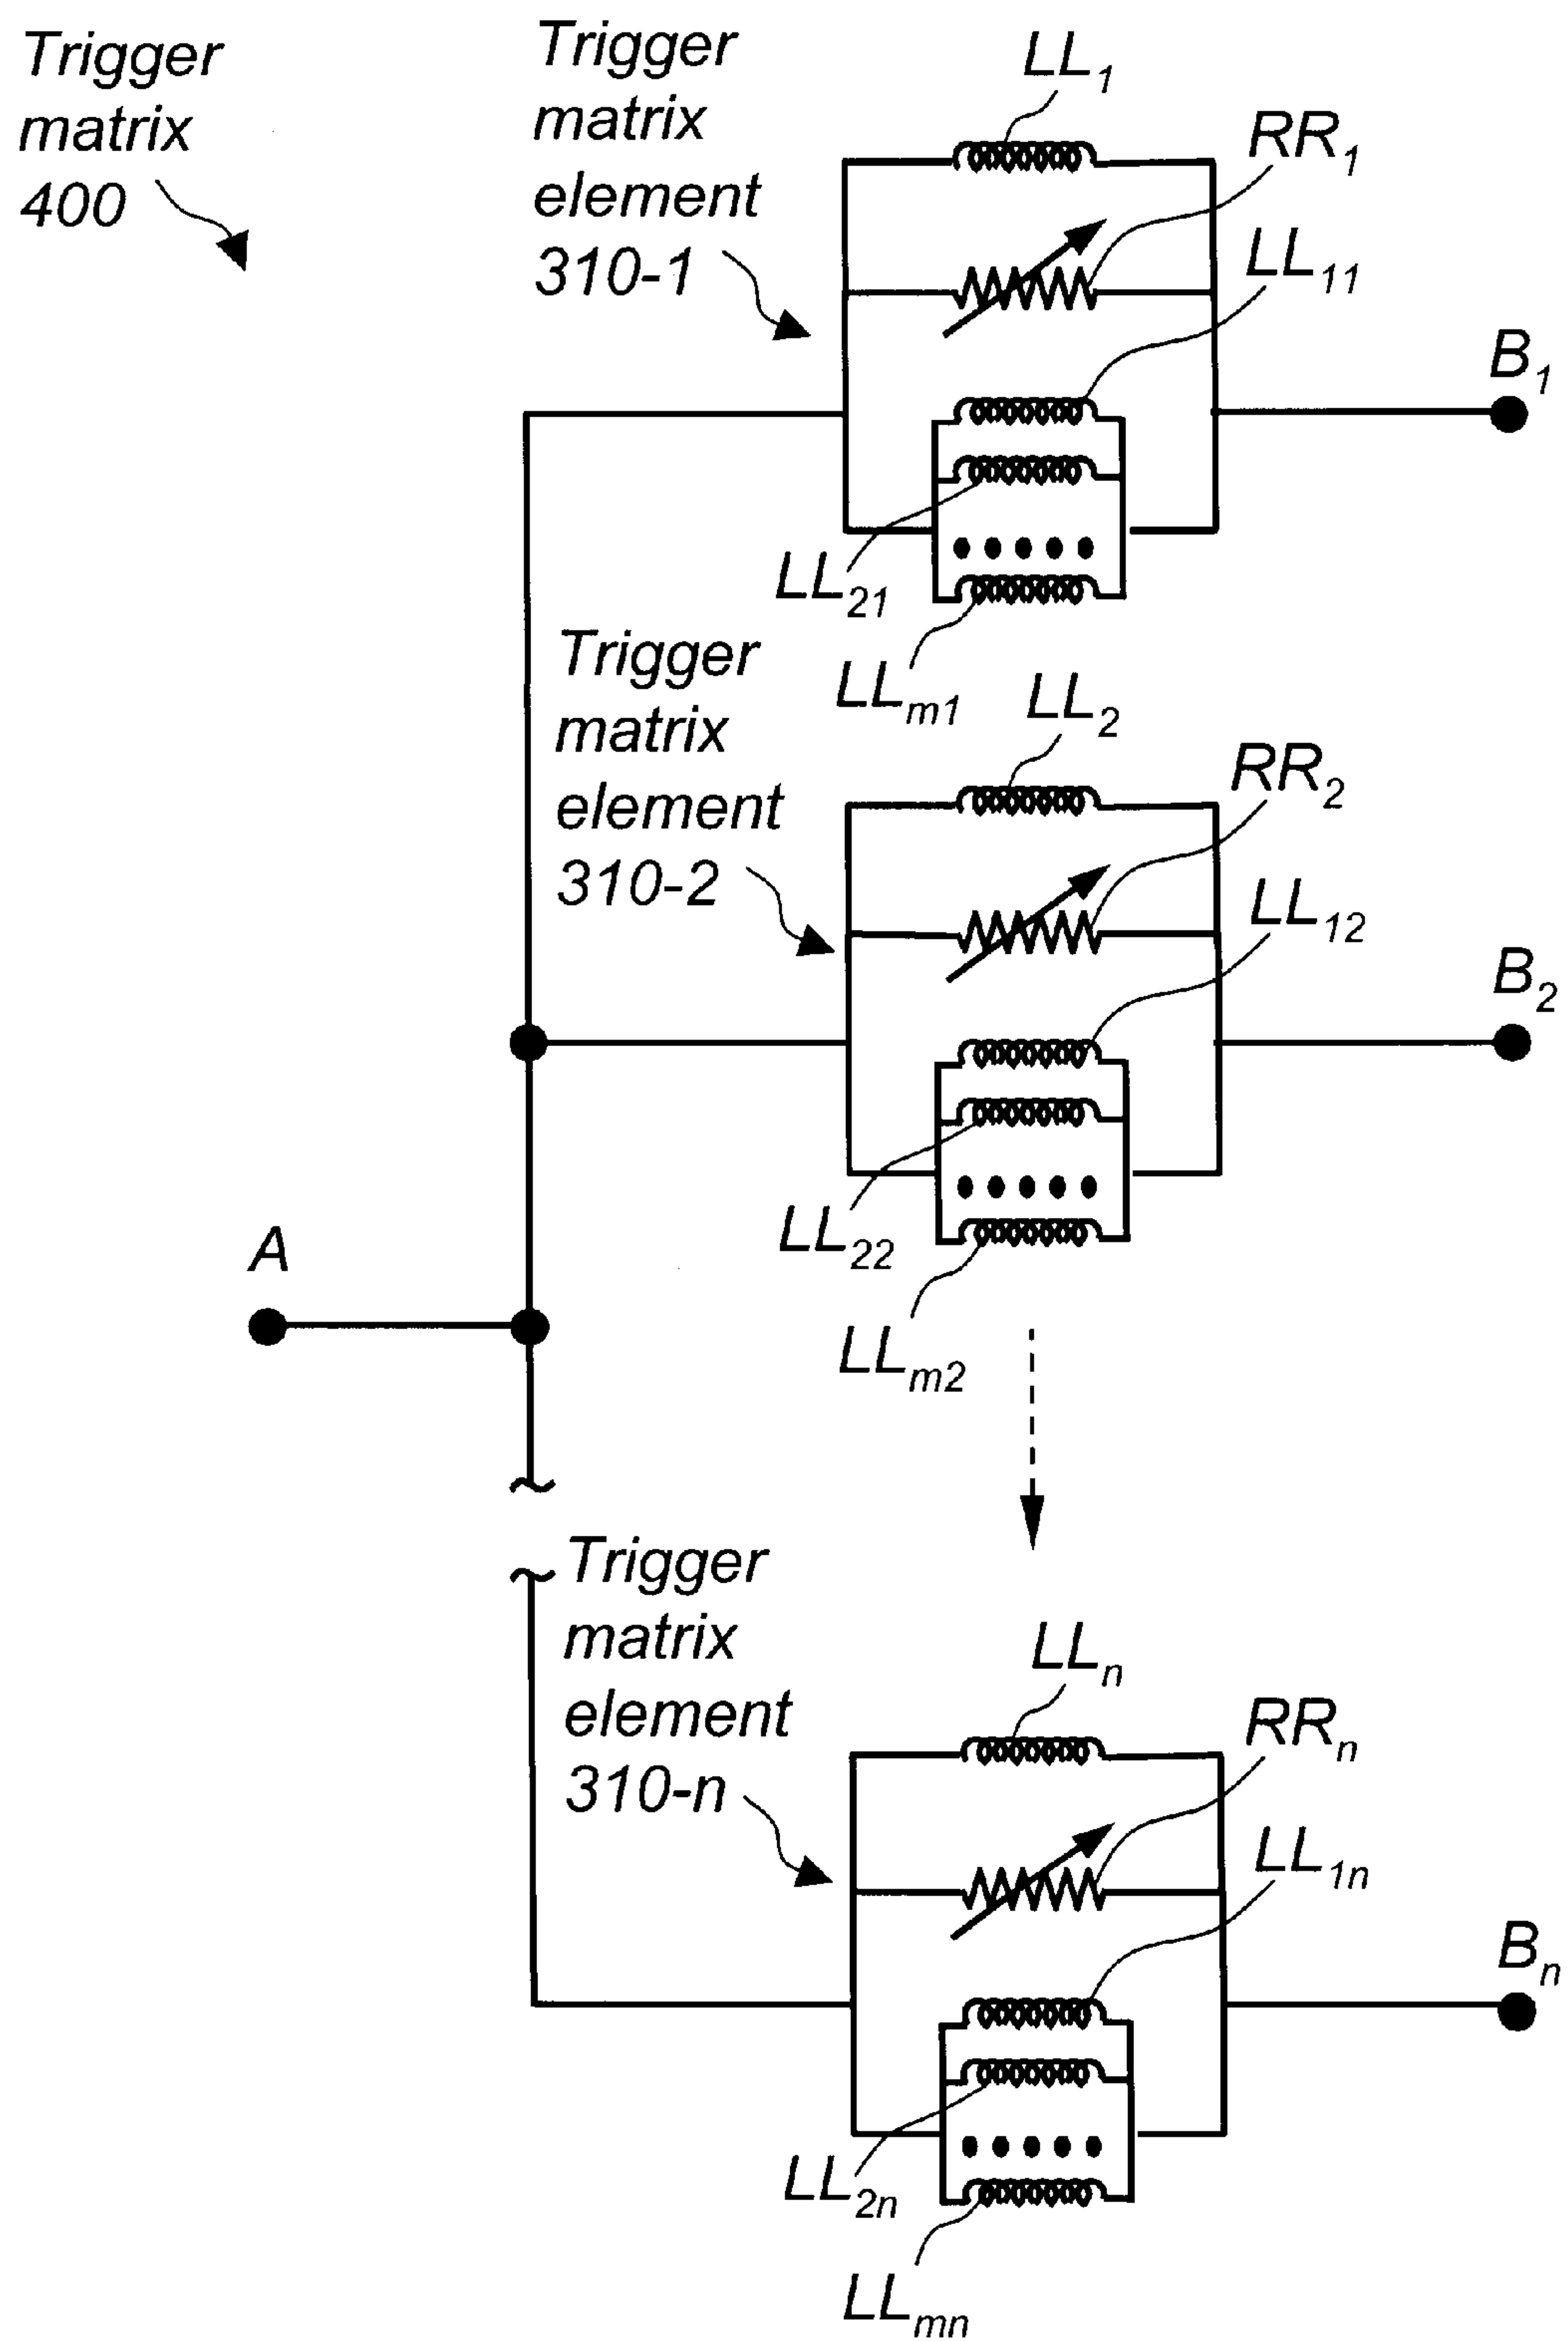 Trigger
matrix
400
Trigger
matrix
element
310-1
LL1
RR1
LL11
B1
LL21
LLm1
Trigger
matrix
element
310-2
LL2
RR2
LL12
B2
LL22
LLm2
A
Trigger
matrix
element
310-n
LLn
RRn
LL1n
Bn
LL2n
LLmn